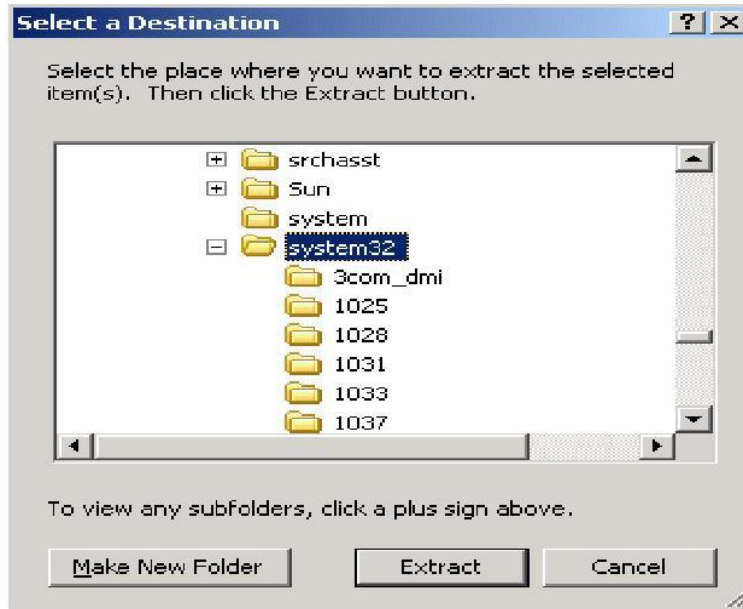 Select a Destination
Select the place where you want to extract the selected
item(s). Then click the Extract button.
srchasst
Sun
system
system32
3com_dmi
1025
1028
1031
1033
1037
To view any subfolders, click a plus sign above.
Make New Folder Extract Cancel